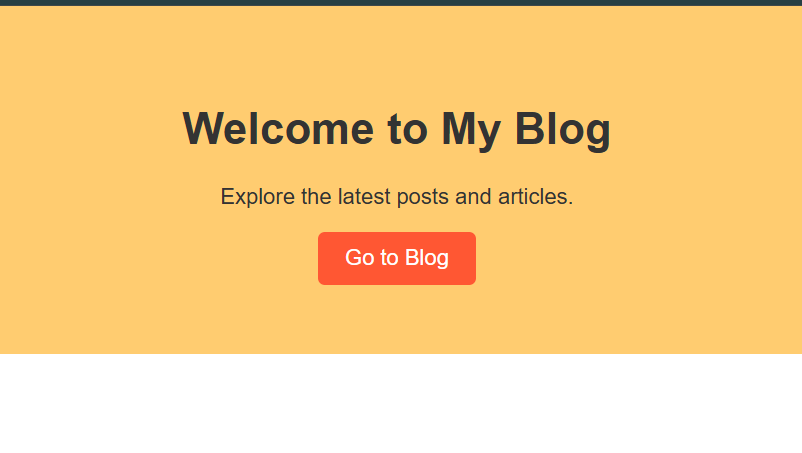 Welcome to My Blog
Explore the latest posts and articles.
Go to Blog